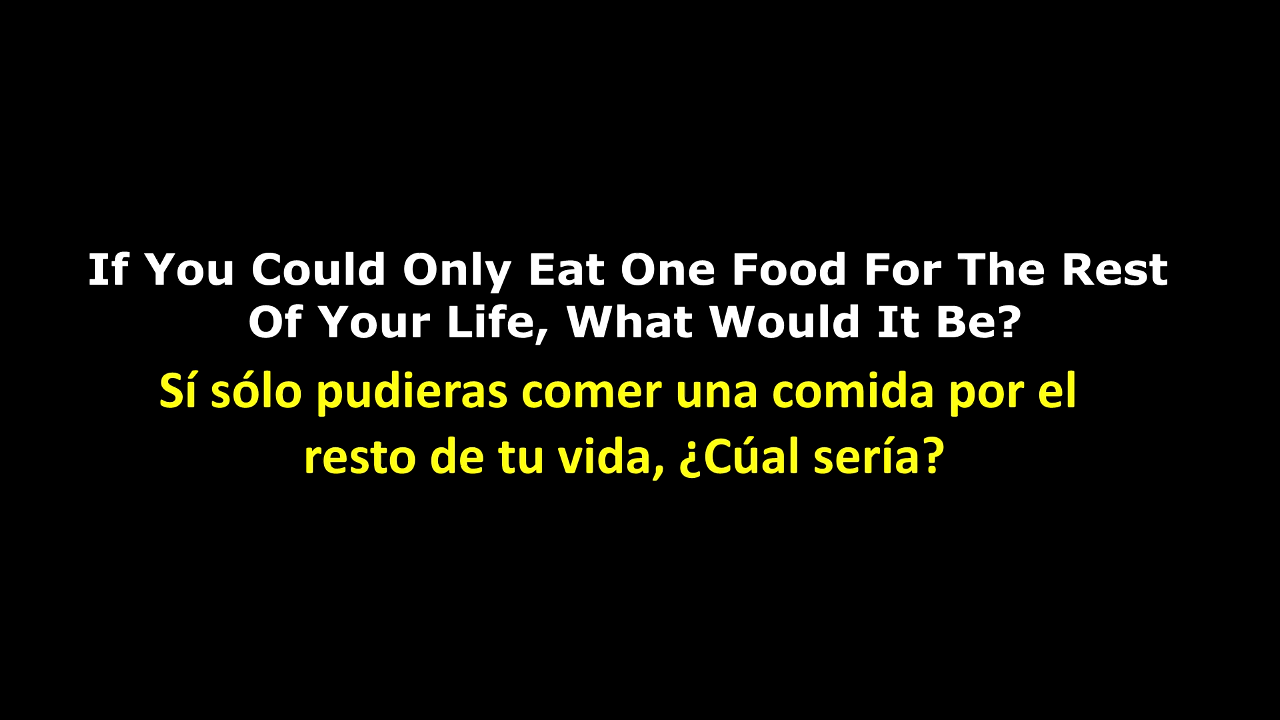 If You Could Only Eat One Food For The Rest
Of Your Life, What Would It Be?
Sí sólo pudieras comer una comida por el
resto de tu vida, ¿Cúal sería?